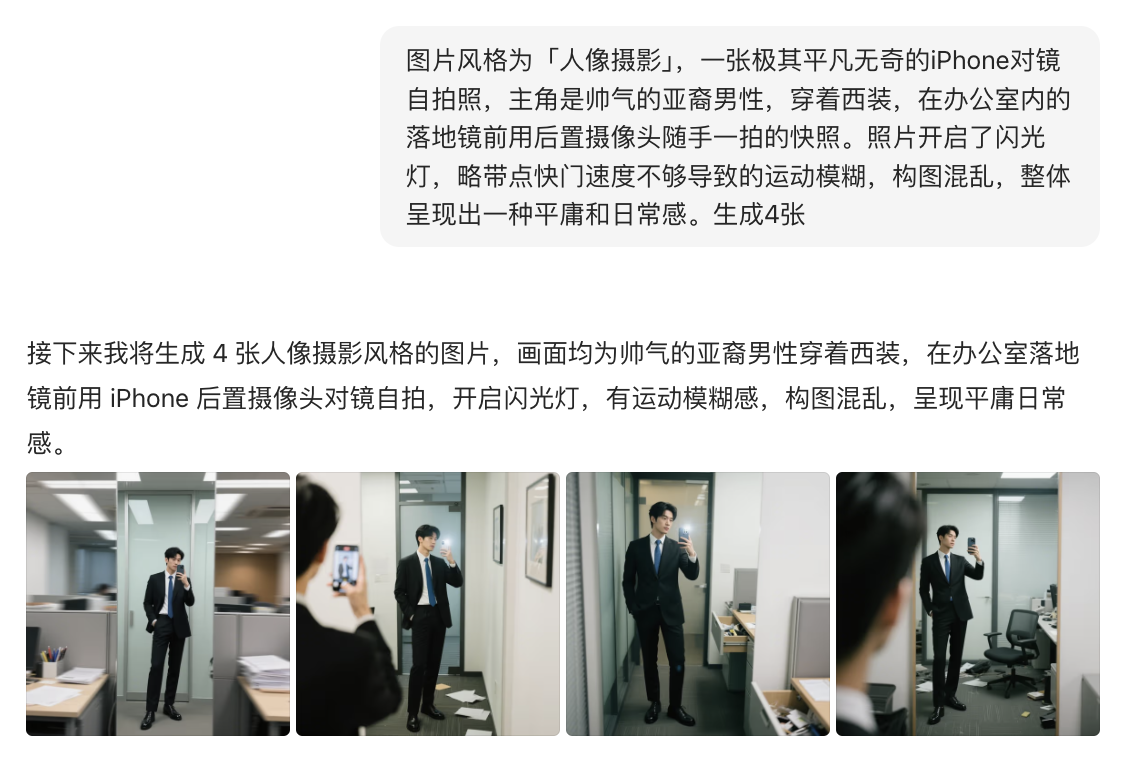 图片风格为「人像摄影」，一张极其平凡无奇的iPhone对镜
自拍照，主角是帅气的亚裔男性，穿着西装，在办公室内的
落地镜前用后置摄像头随手一拍的快照。照片开启了闪光
灯，略带点快门速度不够导致的运动模糊，构图混乱，整体
呈现出一种平庸和日常感。生成4张
接下来我将生成 4 张人像摄影风格的图片，画面均为帅气的亚裔男性穿着西装，在办公室落地
镜前用 iPhone 后置摄像头对镜自拍，开启闪光灯，有运动模糊感，构图混乱，呈现平庸日常
感。